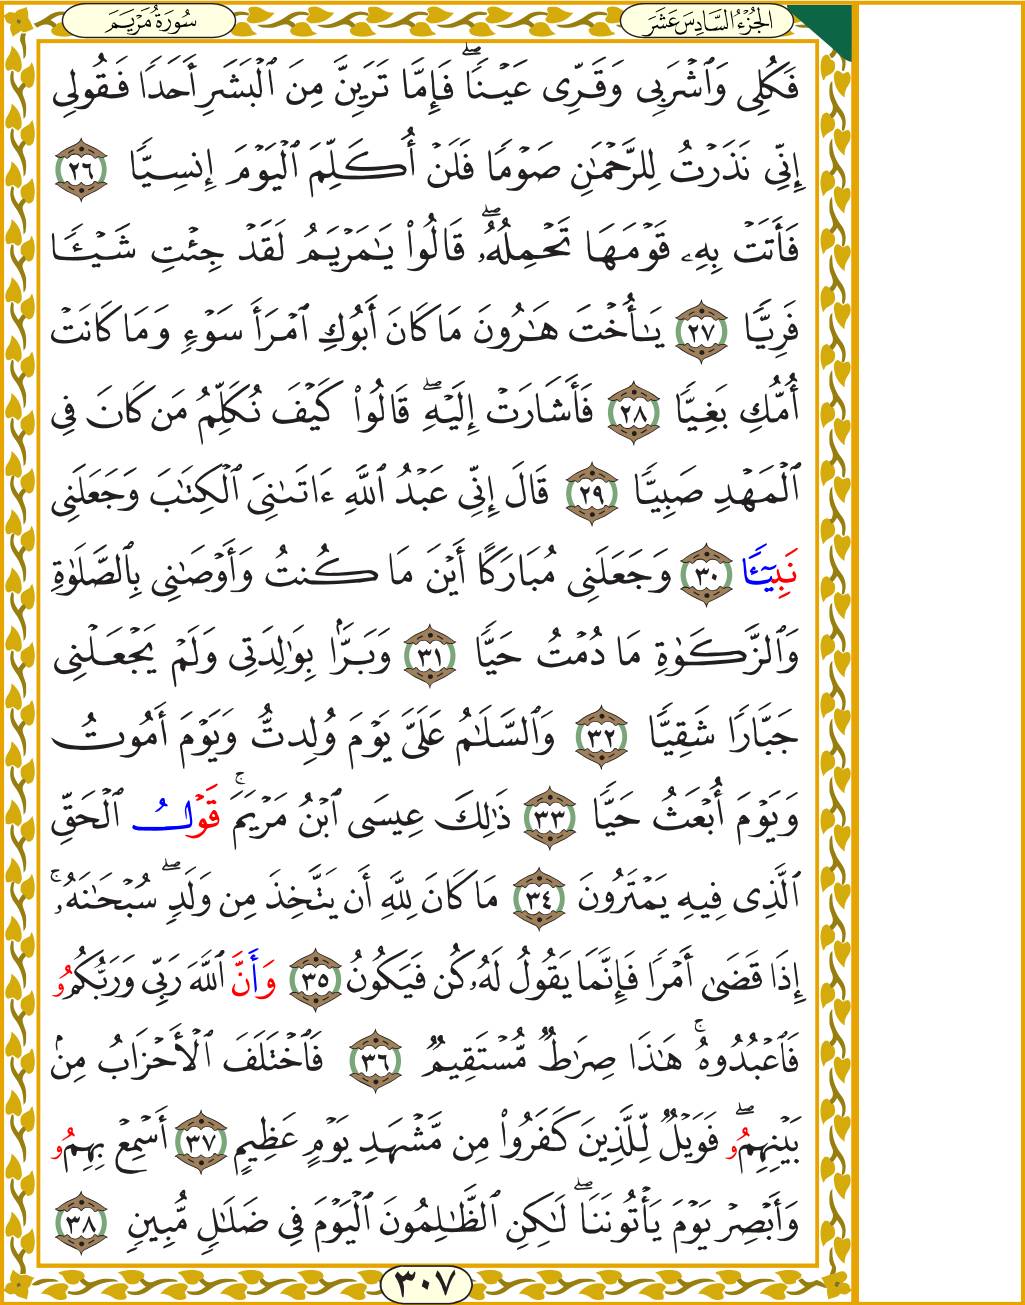 الجُزْءُ السَّادِسَ عَشَرَ
سُورَةُ مَرْيَمَ
فَكُلِى وَٱشْرَبِى وَقَرِّى عَيْنٗاۖ فَإِمَّا تَرَيِنَّ مِنَ ٱلْبَشَرِ أَحَدٗا فَقُولِى
إِنِّى نَذَرْتُ لِلرَّحْمَٰنِ صَوْمٗا فَلَنْ أُكَلِّمَ ٱلْيَوْمَ إِنسِيّٗا ٢٦
فَأَتَتْ بِهِۦ قَوْمَهَا تَحْمِلُهُۥۖ قَالُوا۟ يَٰمَرْيَمُ لَقَدْ جِئْتِ شَيْـٔٗا
فَرِيّٗا ٢٧ يَٰٓأُخْتَ هَٰرُونَ مَا كَانَ أَبُوكِ ٱمْرَأَ سَوْءٖ وَمَا كَانَتْ
أُمُّكِ بَغِيّٗا ٢٨ فَأَشَارَتْ إِلَيْهِۖ قَالُوا۟ كَيْفَ نُكَلِّمُ مَن كَانَ فِى
ٱلْمَهْدِ صَبِيّٗا ٢٩ قَالَ إِنِّى عَبْدُ ٱللَّهِ ءَاتَىٰنِىَ ٱلْكِتَٰبَ وَجَعَلَنِى
نَبِيٓـٔٗا ٣٠ وَجَعَلَنِى مُبَارَكًا أَيْنَ مَا كُنتُ وَأَوْصَٰنِى بِٱلصَّلَوٰةِ
وَٱلزَّكَوٰةِ مَا دُمْتُ حَيّٗا ٣١ وَبَرَّۢا بِوَٰلِدَتِى وَلَمْ يَجْعَلْنِى
جَبَّارٗا شَقِيّٗا ٣٢ وَٱلسَّلَٰمُ عَلَىَّ يَوْمَ وُلِدتُّ وَيَوْمَ أَمُوتُ
وَيَوْمَ أُبْعَثُ حَيّٗا ٣٣ ذَٰلِكَ عِيسَى ٱبْنُ مَرْيَمَۚ قَوْلُ ٱلْحَقِّ
ٱلَّذِى فِيهِ يَمْتَرُونَ ٣٤ مَا كَانَ لِلَّهِ أَن يَتَّخِذَ مِن وَلَدٖۖ سُبْحَٰنَهُۥٓۚ
إِذَا قَضَىٰٓ أَمْرٗا فَإِنَّمَا يَقُولُ لَهُۥ كُن فَيَكُونُ ٣٥ وَأَنَّ ٱللَّهَ رَبِّى وَرَبُّكُمُۥ
فَٱعْبُدُوهُۚ هَٰذَا صِرَٰطٞ مُّسْتَقِيمٞ ٣٦ فَٱخْتَلَفَ ٱلْأَحْزَابُ مِنۢ
بَيْنِهِمُۥۖ فَوَيْلٞ لِّلَّذِينَ كَفَرُوا۟ مِن مَّشْهَدِ يَوْمٍ عَظِيمٍ ٣٧ أَسْمِعْ بِهِمُۥ
وَأَبْصِرْ يَوْمَ يَأْتُونَنَاۖ لَٰكِنِ ٱلظَّٰلِمُونَ ٱلْيَوْمَ فِى ضَلَٰلٖ مُّبِينٖ ٣٨
٣٠٧